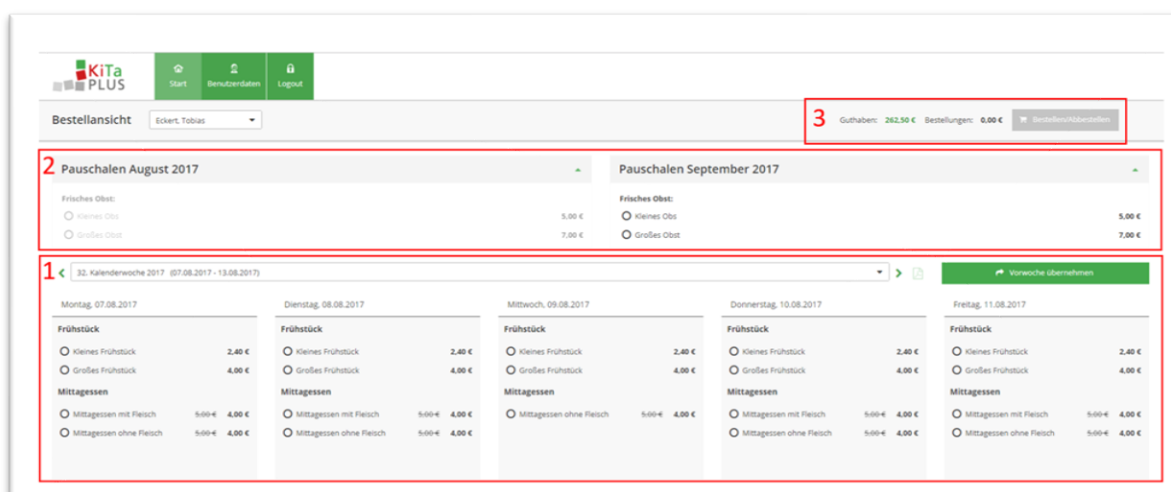 KiTa
PLUS
Start
Benutzerdaten
Logout
Bestellansicht
Eckert, Tobias
3
Guthaben: 262,50 € Bestellungen: 0,00 €
Bestellen/Abbestellen
2
Pauschalen August 2017
Frisches Obst:
Kleines Obs 5,00 €
Großes Obst 7,00 €
Pauschalen September 2017
Frisches Obst:
Kleines Obs 5,00 €
Großes Obst 7,00 €
1
32. Kalenderwoche 2017 (07.08.2017 - 13.08.2017)
Vorwoche übernehmen
Montag, 07.08.2017
Frühstück
Kleines Frühstück 2,40 €
Großes Frühstück 4,00 €
Mittagessen
Mittagessen mit Fleisch 5,00 € 4,00 €
Mittagessen ohne Fleisch 5,00 € 4,00 €
Dienstag, 08.08.2017
Frühstück
Kleines Frühstück 2,40 €
Großes Frühstück 4,00 €
Mittagessen
Mittagessen mit Fleisch 5,00 € 4,00 €
Mittagessen ohne Fleisch 5,00 € 4,00 €
Mittwoch, 09.08.2017
Frühstück
Kleines Frühstück 2,40 €
Großes Frühstück 4,00 €
Mittagessen
Mittagessen ohne Fleisch 5,00 € 4,00 €
Donnerstag, 10.08.2017
Frühstück
Kleines Frühstück 2,40 €
Großes Frühstück 4,00 €
Mittagessen
Mittagessen mit Fleisch 5,00 € 4,00 €
Mittagessen ohne Fleisch 5,00 € 4,00 €
Freitag, 11.08.2017
Frühstück
Kleines Frühstück 2,40 €
Großes Frühstück 4,00 €
Mittagessen
Mittagessen mit Fleisch 5,00 € 4,00 €
Mittagessen ohne Fleisch 5,00 € 4,00 €